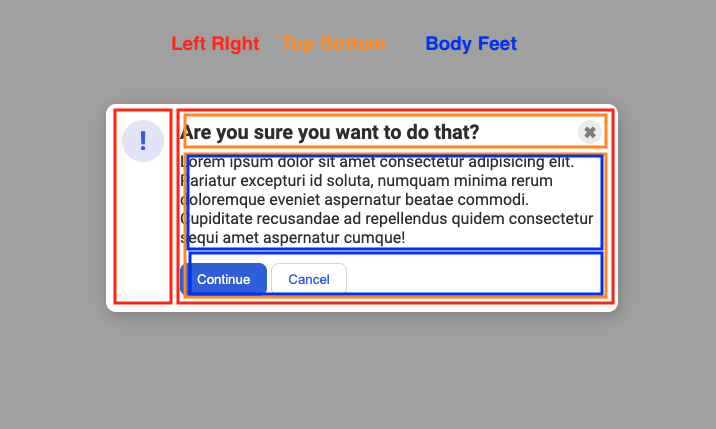 Left RIght Top Bottom Body Feet
! Are you sure you want to do that? ✖
Lorem ipsum dolor sit amet consectetur adipisicing elit.
Pariatur excepturi id soluta, numquam minima rerum
doloremque eveniet aspernatur beatae commodi.
Cupiditate recusandae ad repellendus quidem consectetur
sequi amet aspernatur cumque!
Continue Cancel